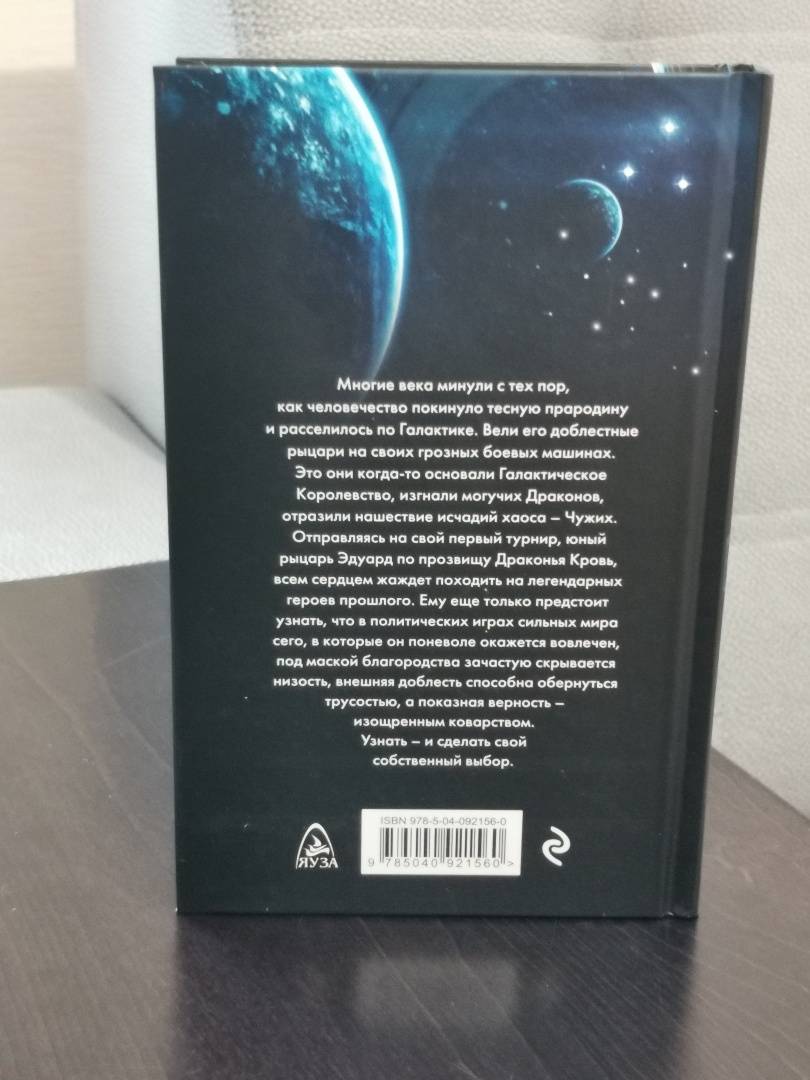 Многие века минули с тех пор,
как человечество покинуло тесную прародину
и расселилось по Галактике. Вели его доблестные
рыцари на своих грозных боевых машинах.
Это они когда-то основали Галактическое
Королевство, изгнали могучих Драконов,
отразили нашествие исчадий хаоса – Чужих.
Отправляясь на свой первый турнир, юный
рыцарь Эдуард по прозвищу Драконья Кровь,
всем сердцем жаждет походить на легендарных
героев прошлого. Ему еще только предстоит
узнать, что в политических играх сильных мира
сего, в которые он поневоле окажется вовлечен,
под маской благородства зачастую скрывается
низость, внешняя доблесть способна обернуться
трусостью, а показная верность –
изощренным коварством.
Узнать – и сделать свой
собственный выбор.
ISBN 978-5-04-092156-0
9 785040 921560 >
ЯУЗА